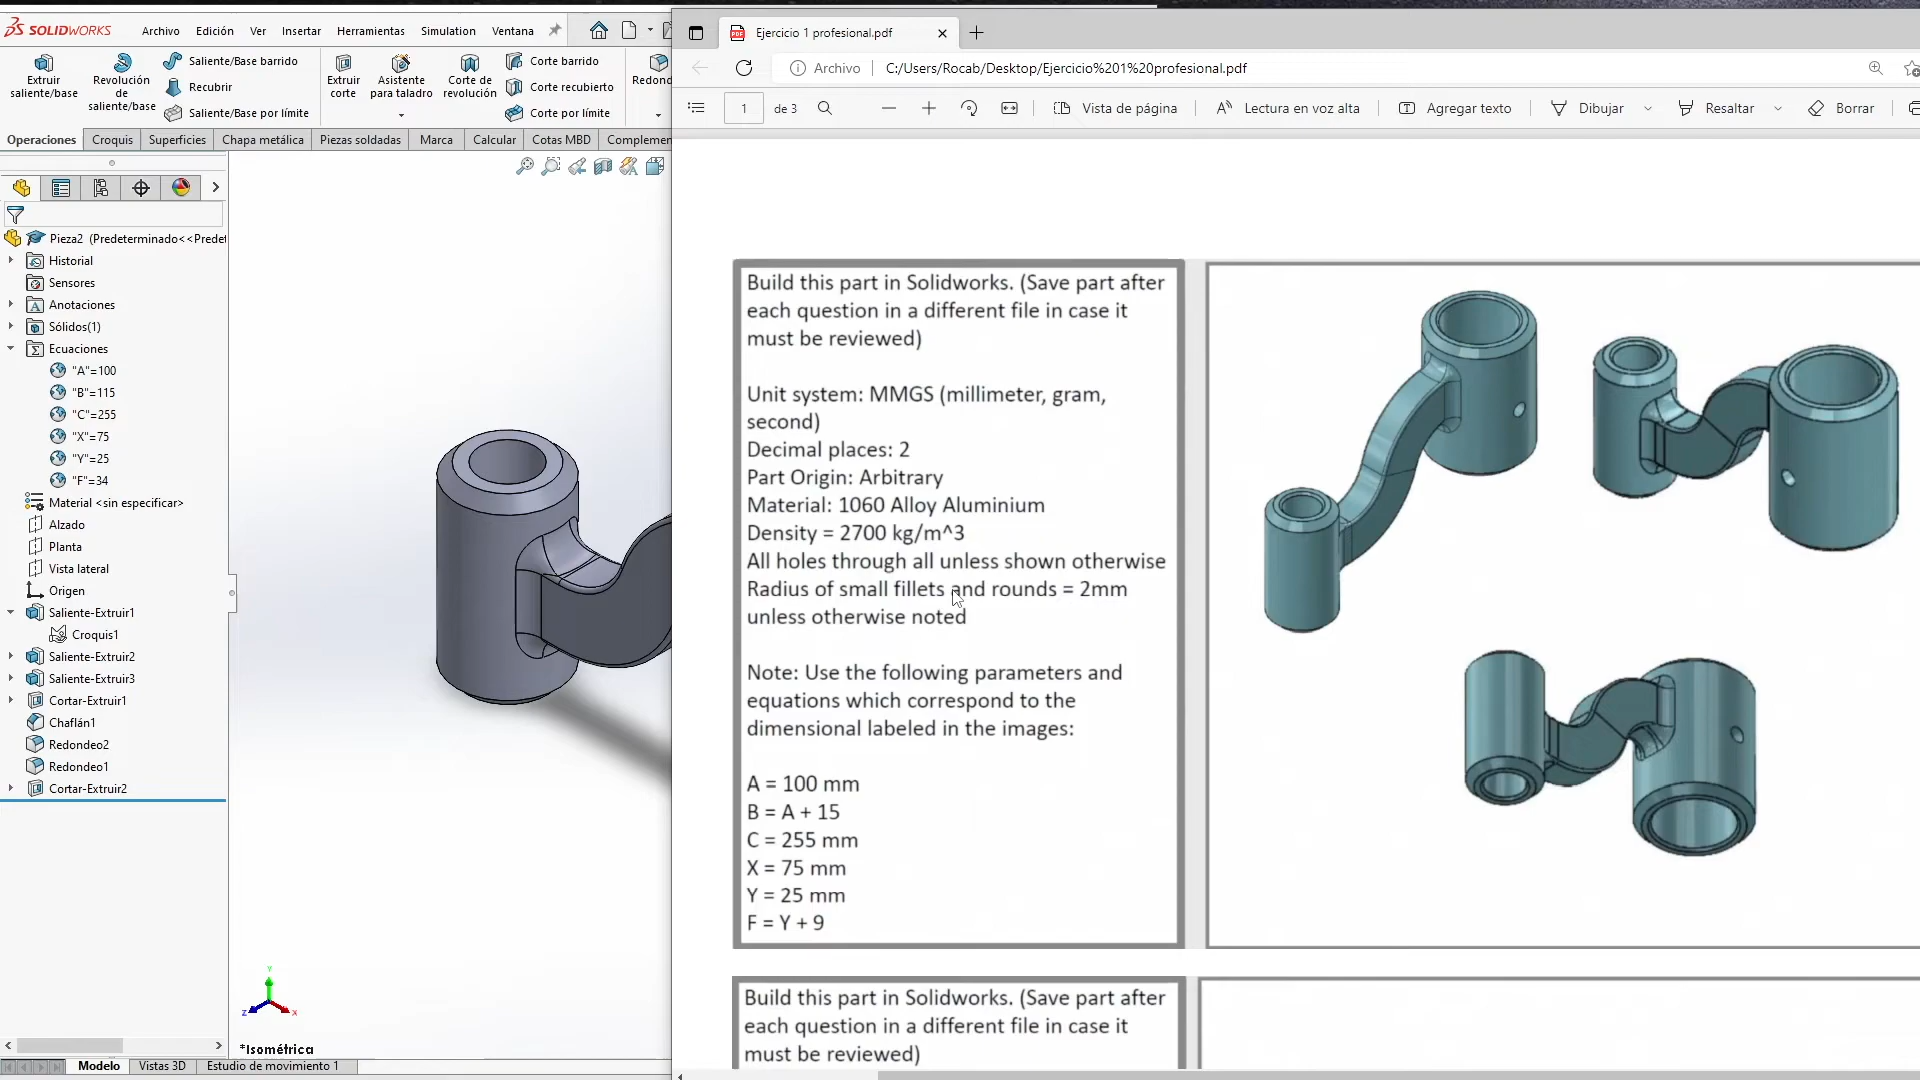 SOLIDWORKS
Archivo
Edición
Ver
Insertar
Herramientas
Simulation
Ventana
Extruir
saliente/base
Revolución
de
saliente/base
Saliente/Base barrido
Recubrir
Saliente/Base por límite
Extruir
corte
Asistente
para taladro
Corte de
revolución
Corte barrido
Corte recubierto
Corte por límite
Redond
Operaciones
Croquis
Superficies
Chapa metálica
Piezas soldadas
Marca
Calcular
Cotas MBD
Complemen
Pieza2 (Predeterminado<<Predet
Historial
Sensores
Anotaciones
Sólidos(1)
Ecuaciones
"A"=100
"B"=115
"C"=255
"X"=75
"Y"=25
"F"=34
Material <sin especificar>
Alzado
Planta
Vista lateral
Origen
Saliente-Extruir1
Croquis1
Saliente-Extruir2
Saliente-Extruir3
Cortar-Extruir1
Chaflán1
Redondeo2
Redondeo1
Cortar-Extruir2
Y
Z
X
*Isométrica
Modelo
Vistas 3D
Estudio de movimiento 1
Ejercicio 1 profesional.pdf
Archivo
C:/Users/Rocab/Desktop/Ejercicio%201%20profesional.pdf
1
de 3
Vista de página
Lectura en voz alta
Agregar texto
Dibujar
Resaltar
Borrar
Build this part in Solidworks. (Save part after
each question in a different file in case it
must be reviewed)
Unit system: MMGS (millimeter, gram,
second)
Decimal places: 2
Part Origin: Arbitrary
Material: 1060 Alloy Aluminium
Density = 2700 kg/m^3
All holes through all unless shown otherwise
Radius of small fillets and rounds = 2mm
unless otherwise noted
Note: Use the following parameters and
equations which correspond to the
dimensional labeled in the images:
A = 100 mm
B = A + 15
C = 255 mm
X = 75 mm
Y = 25 mm
F = Y + 9
Build this part in Solidworks. (Save part after
each question in a different file in case it
must be reviewed)